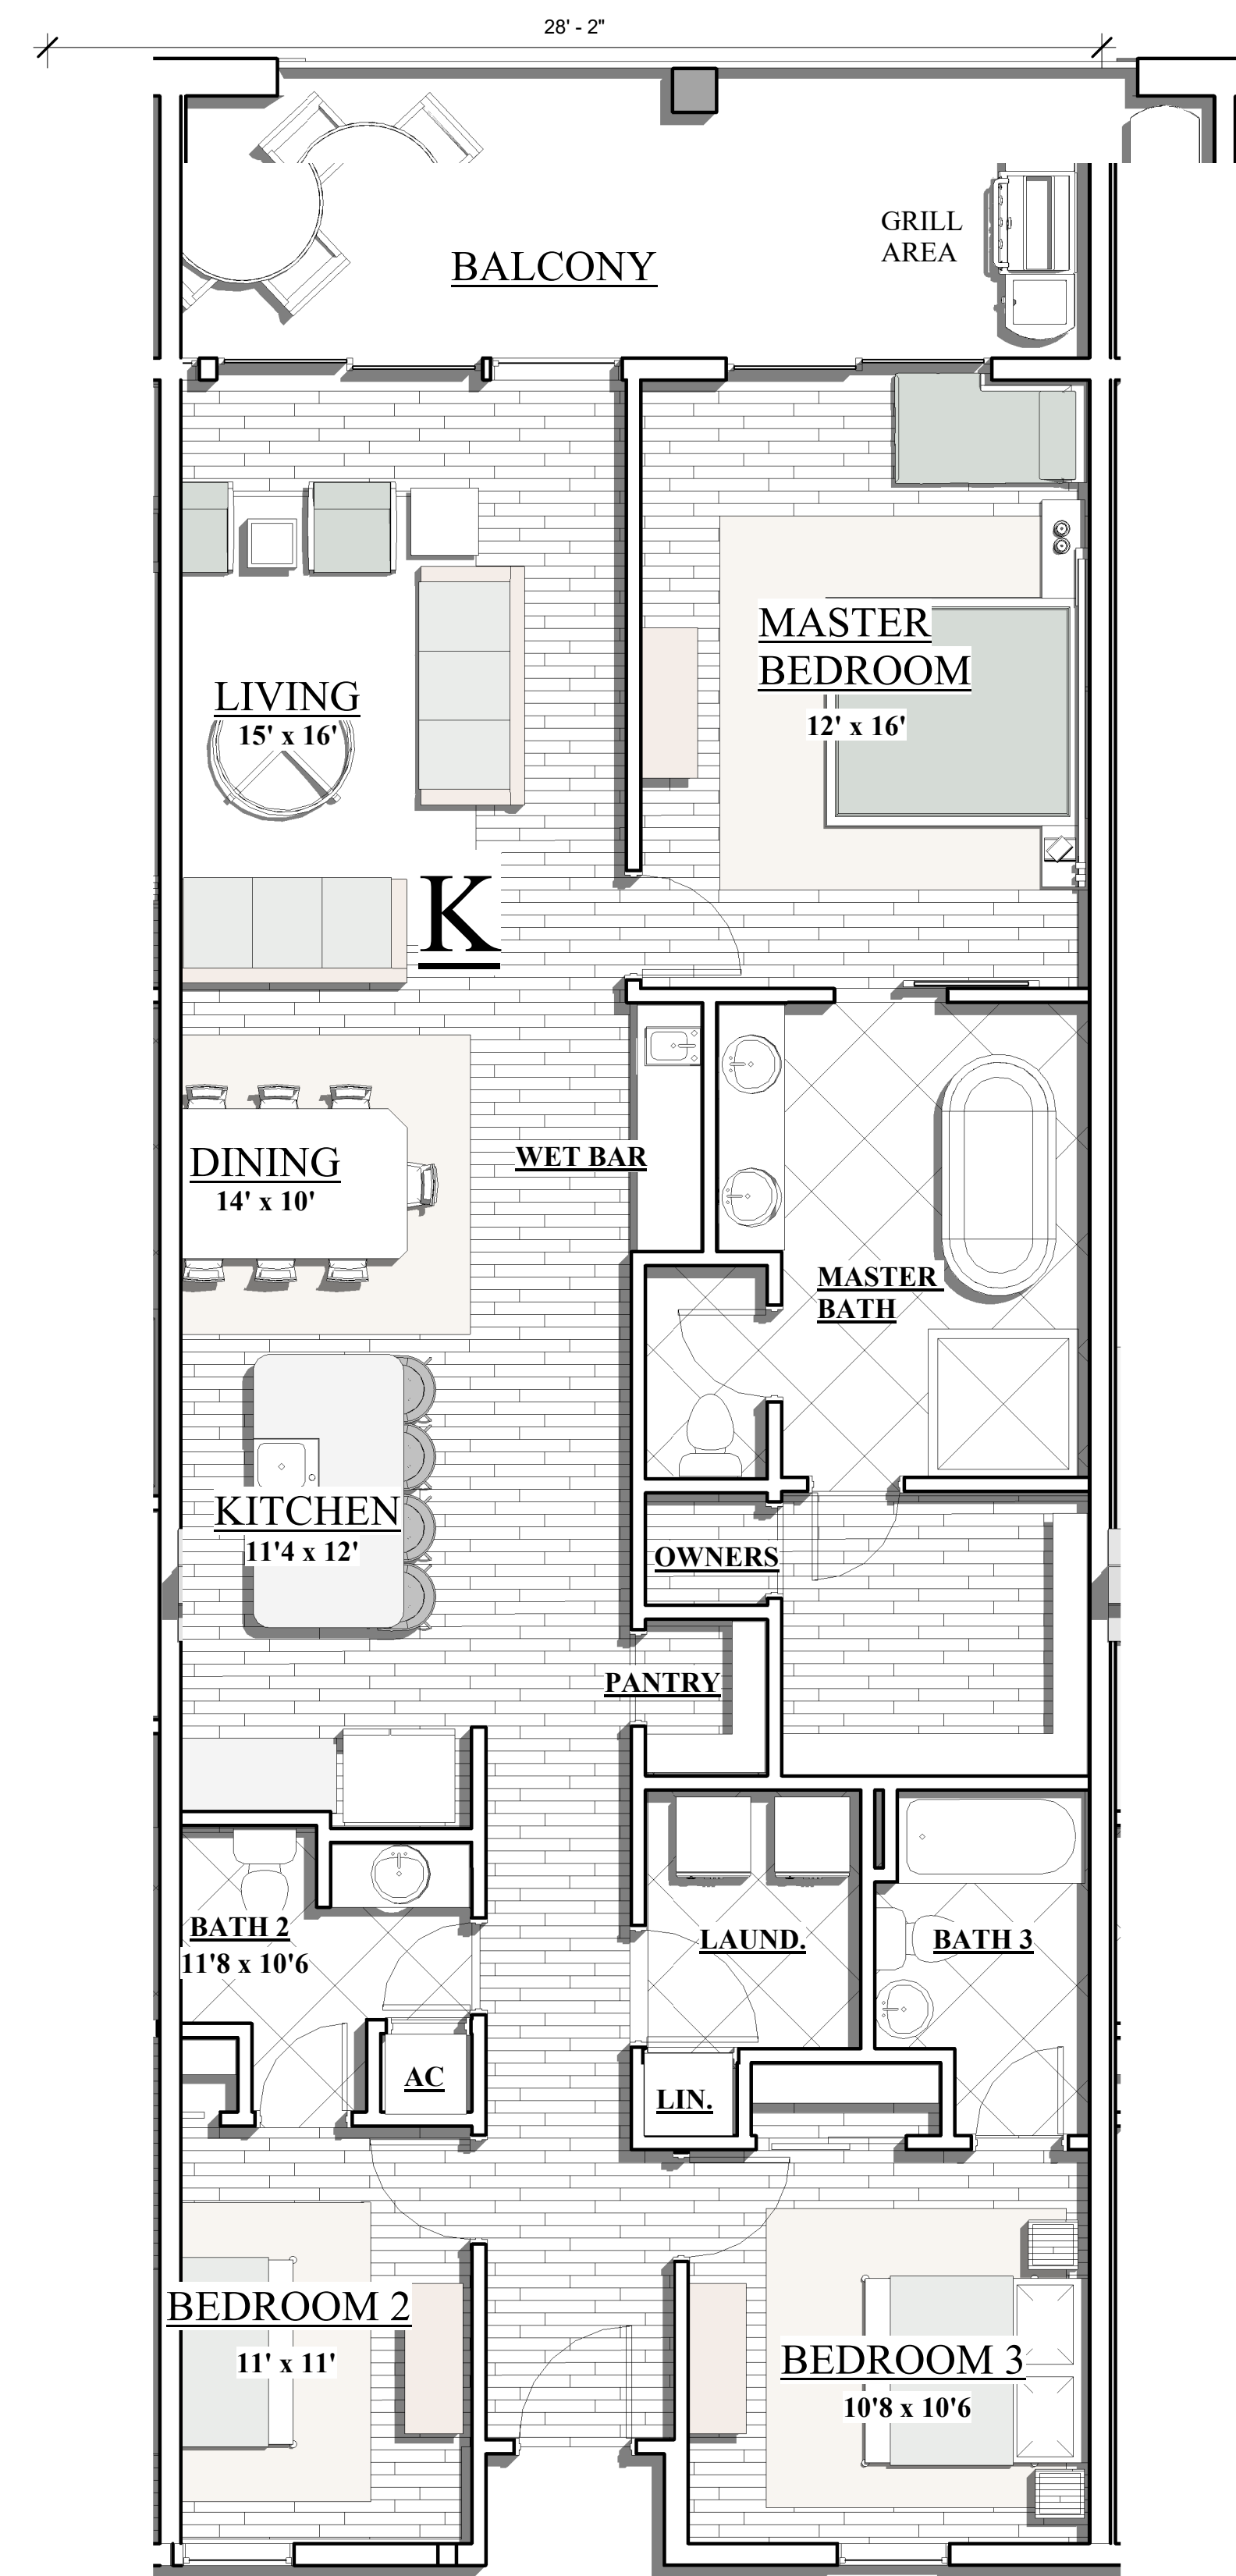 28' - 2"
GRILL
AREA
BALCONY
MASTER
BEDROOM
12' x 16'
LIVING
15' x 16'
K
DINING
14' x 10'
WET BAR
MASTER
BATH
KITCHEN
11'4 x 12'
OWNERS
PANTRY
BATH 2
11'8 x 10'6
LAUND.
BATH 3
AC
LIN.
BEDROOM 2
11' x 11'
BEDROOM 3
10'8 x 10'6